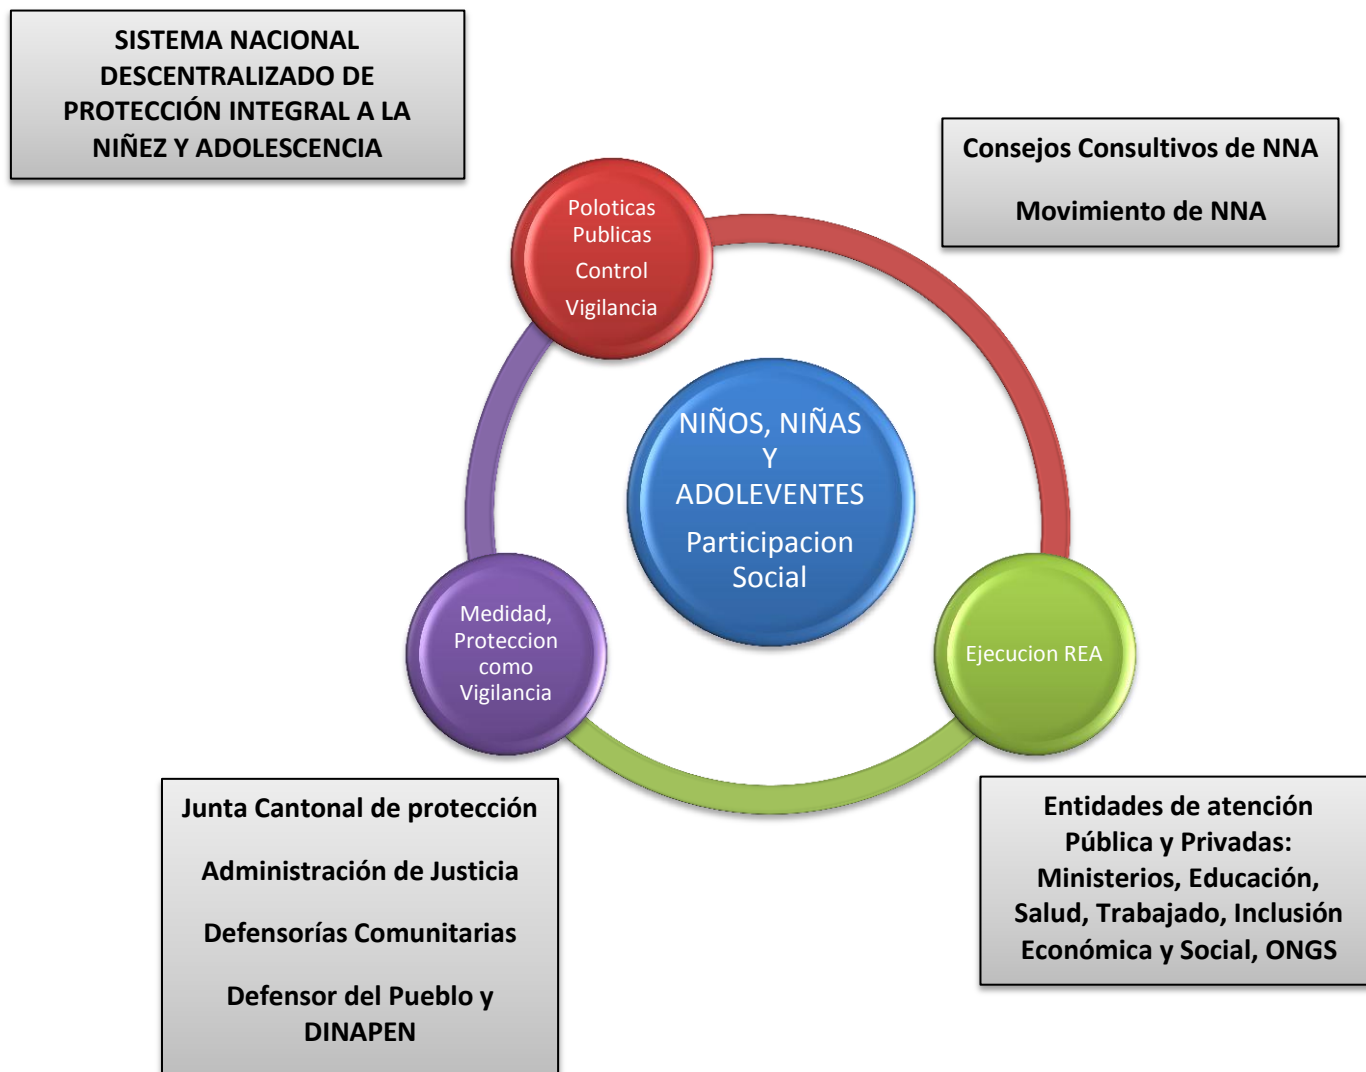 SISTEMA NACIONAL
DESCENTRALIZADO DE
PROTECCIÓN INTEGRAL A LA
NIÑEZ Y ADOLESCENCIA
Consejos Consultivos de NNA
Movimiento de NNA
Poloticas
Publicas
Control
Vigilancia
NIÑOS, NIÑAS
Y
ADOLEVENTES
Participacion
Social
Medidad,
Proteccion
como
Vigilancia
Ejecucion REA
Junta Cantonal de protección
Administración de Justicia
Defensorías Comunitarias
Defensor del Pueblo y
DINAPEN
Entidades de atención
Pública y Privadas:
Ministerios, Educación,
Salud, Trabajado, Inclusión
Económica y Social, ONGS